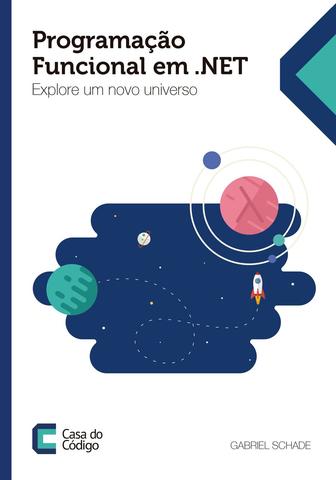 Programação
Funcional em .NET
Explore um novo universo
Casa do
Código
GABRIEL SCHADE